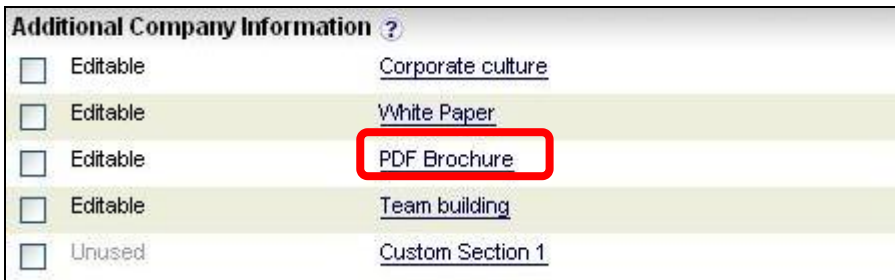 Additional Company Information ?
Editable Corporate culture
Editable White Paper
Editable PDF Brochure
Editable Team building
Unused Custom Section 1